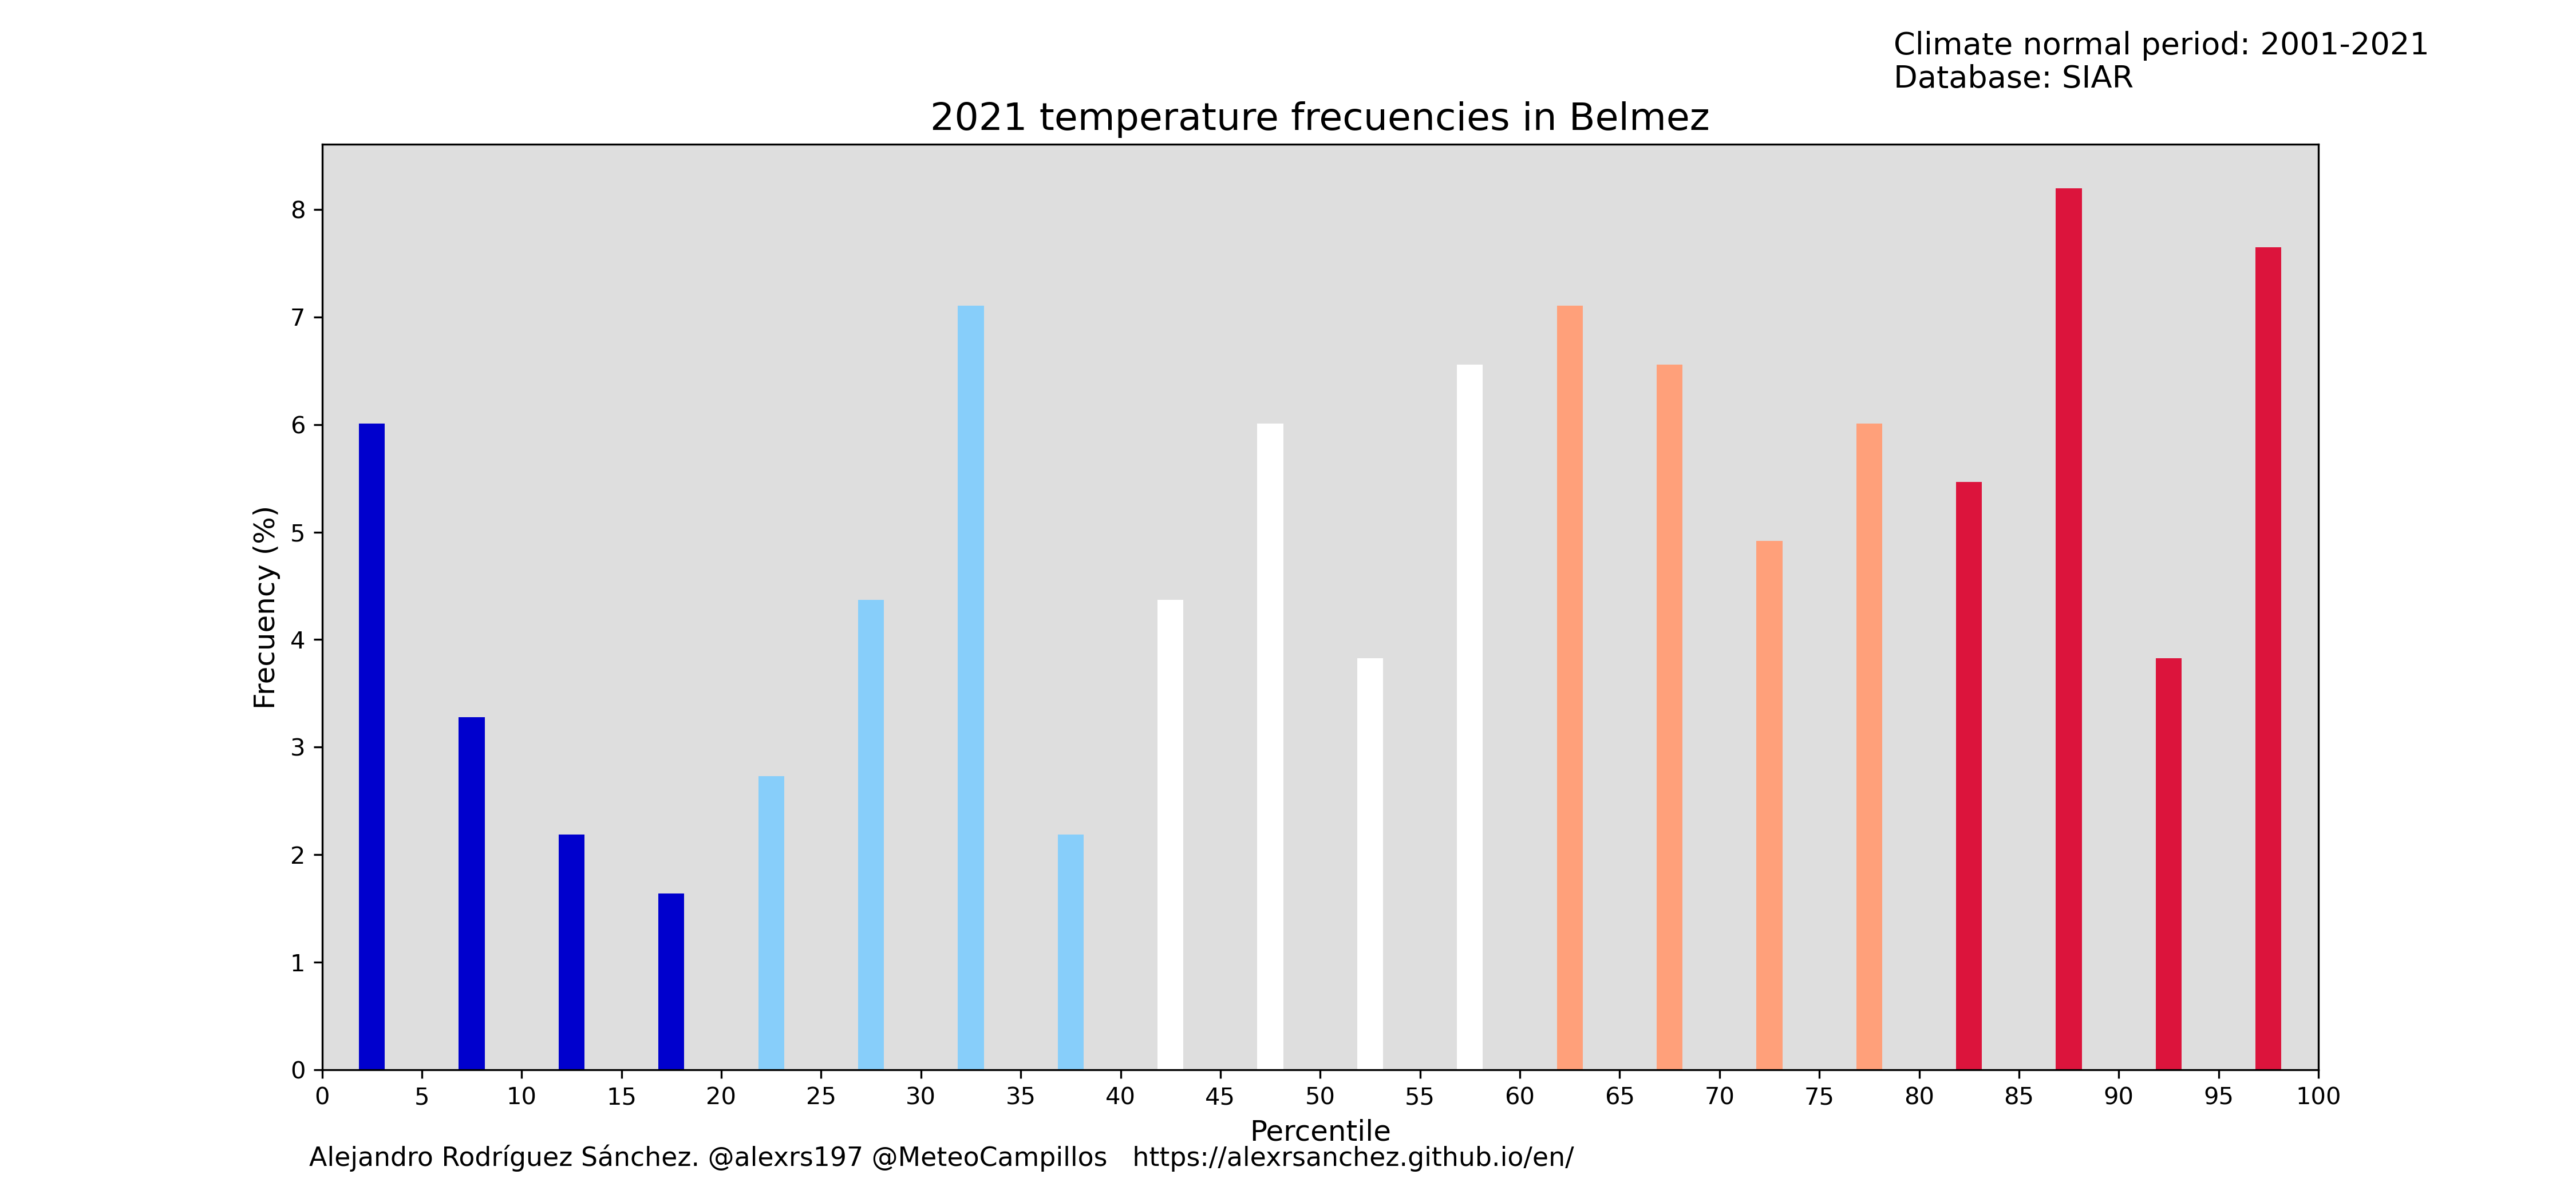 Climate normal period: 2001-2021
Database: SIAR
2021 temperature frecuencies in Belmez
Frecuency (%)
8
7
6
5
4
3
2
1
0
0 5 10 15 20 25 30 35 40 45 50 55 60 65 70 75 80 85 90 95 100
Percentile
Alejandro Rodríguez Sánchez. @alexrs197 @MeteoCampillos https://alexrsanchez.github.io/en/